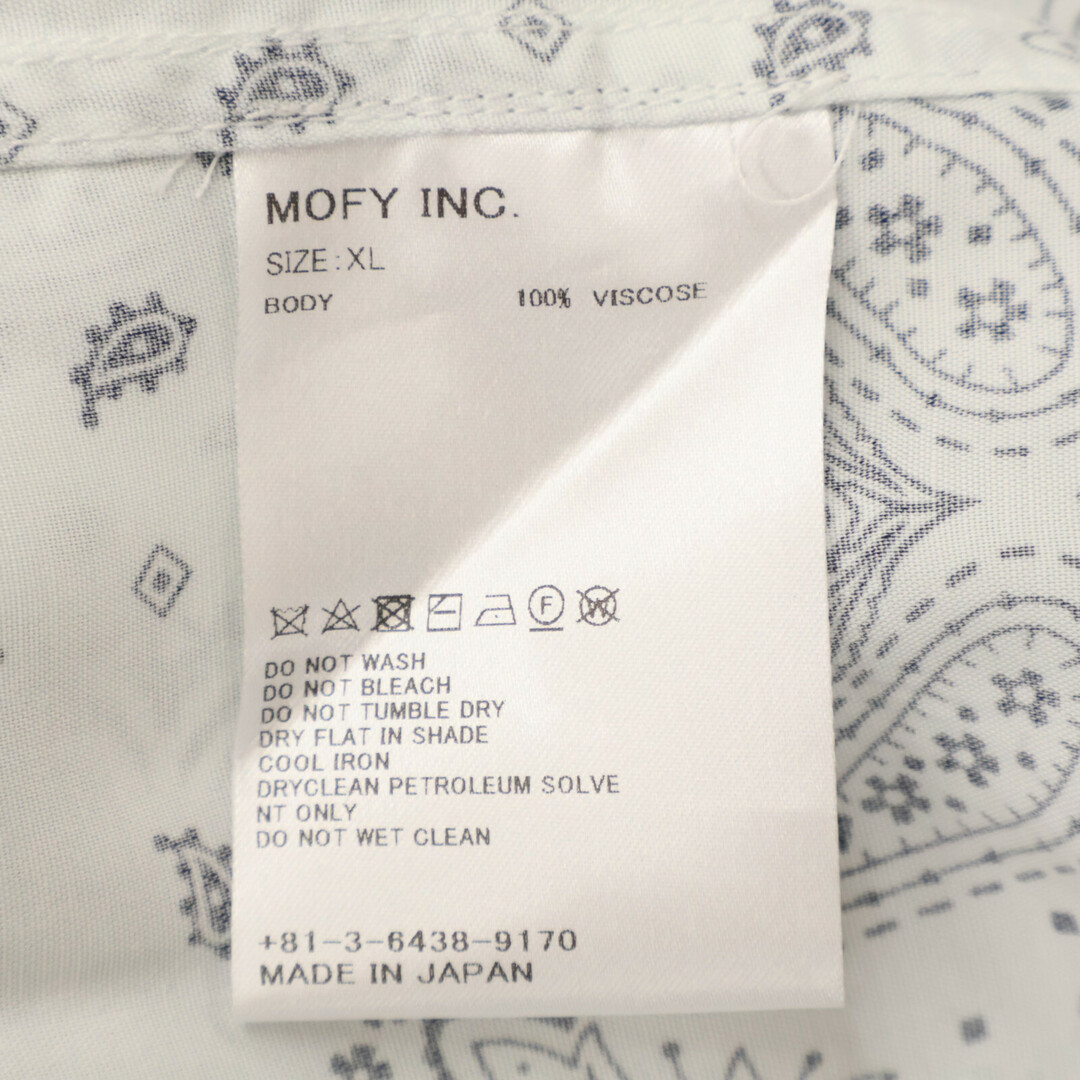 MOFY INC.
SIZE : XL
BODY 100% VISCOSE
F W
DO NOT WASH
DO NOT BLEACH
DO NOT TUMBLE DRY
DRY FLAT IN SHADE
COOL IRON
DRYCLEAN PETROLEUM SOLVE
NT ONLY
DO NOT WET CLEAN
+81-3-6438-9170
MADE IN JAPAN